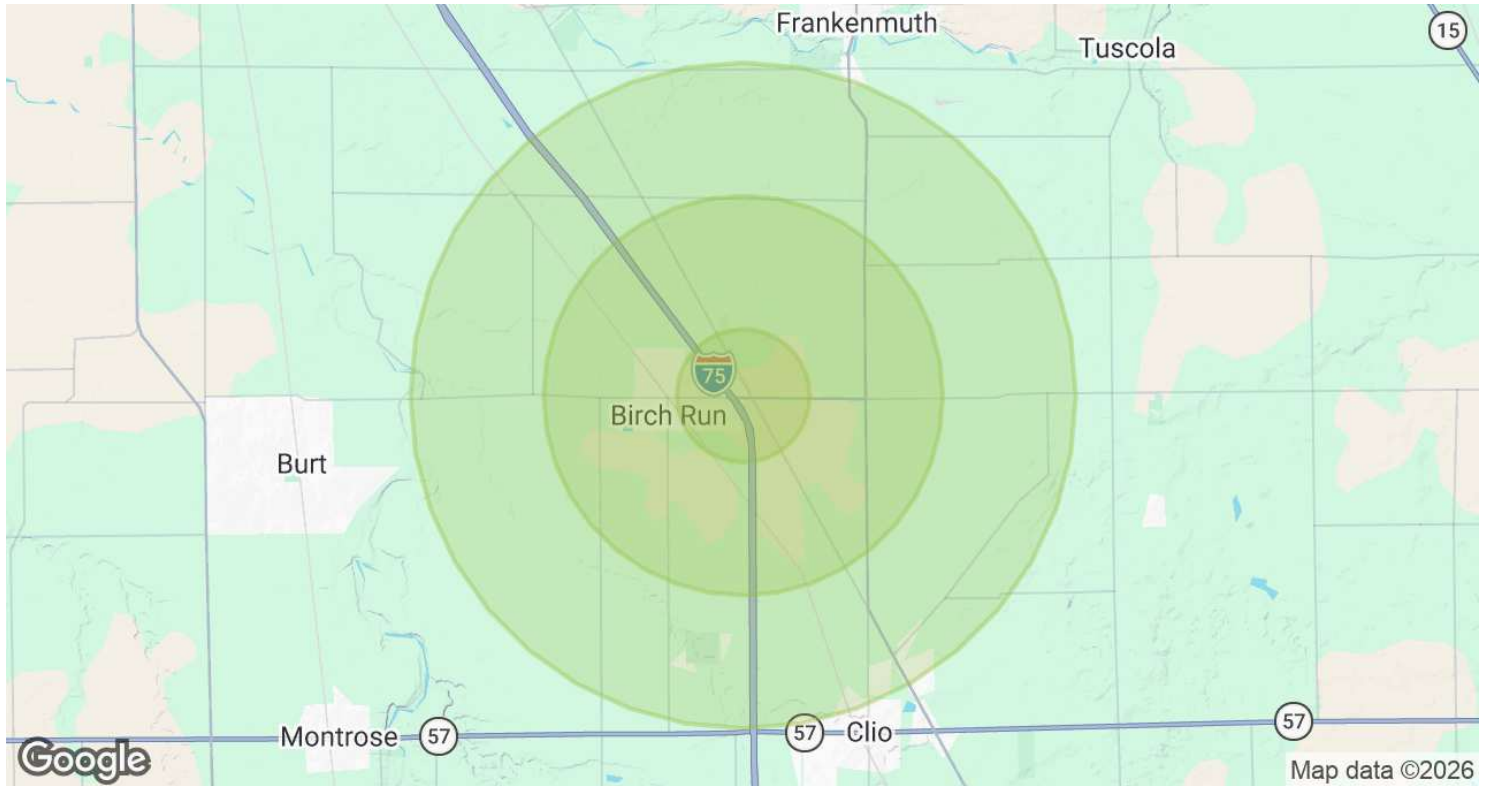 Frankenmuth
15
Tuscola
75
Birch Run
Burt
Montrose
57
57
Clio
57
Google
Map data ©2026